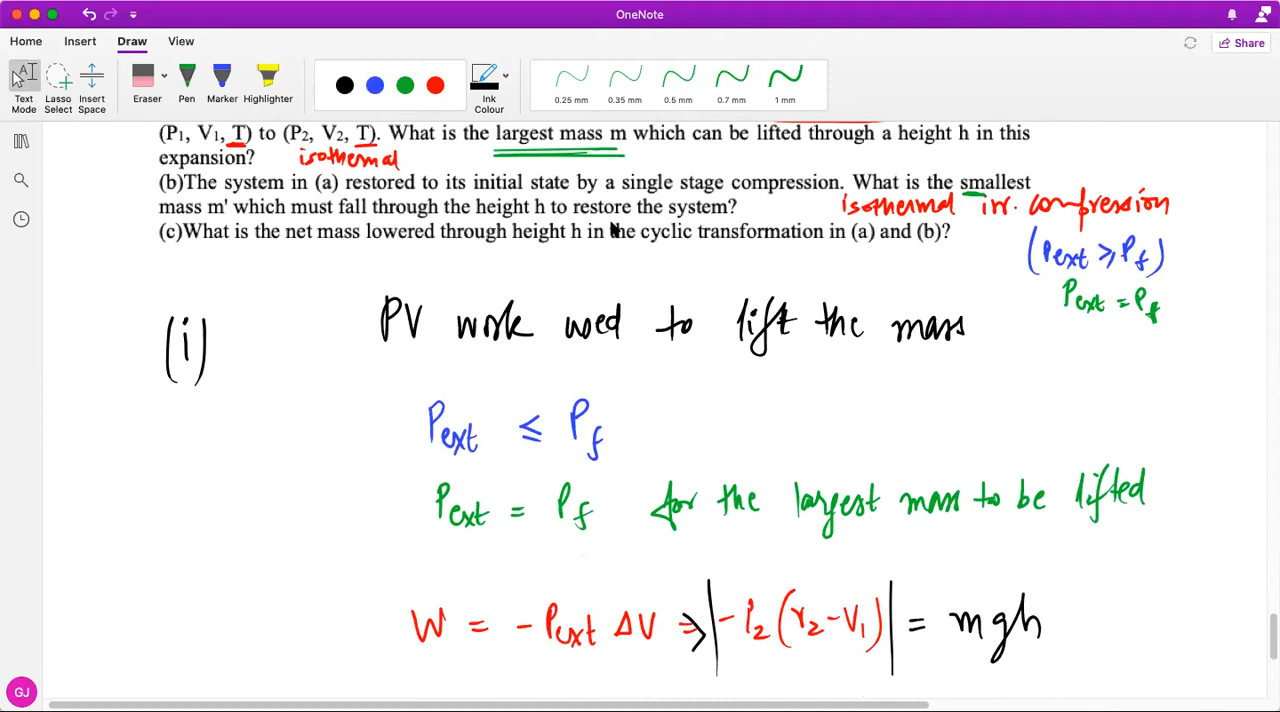 OneNote
Home Insert Draw View
Share
Text Mode
Lasso Select
Insert Space
Eraser
Pen
Marker
Highlighter
Ink Colour
0.25 mm
0.35 mm
0.5 mm
0.7 mm
1 mm
(P1, V1, T) to (P2, V2, T). What is the largest mass m which can be lifted through a height h in this
expansion? isothermal
(b)The system in (a) restored to its initial state by a single stage compression. What is the smallest
mass m' which must fall through the height h to restore the system? isothermal irr. compression
(c)What is the net mass lowered through height h in the cyclic transformation in (a) and (b)?
(Pext ≥ Pf)
Pext = Pf
(i) PV work used to lift the mass
Pext ≤ Pf
Pext = Pf for the largest mass to be lifted
W = - Pext ΔV => |-P2 (V2-V1)| = mgh
GJ